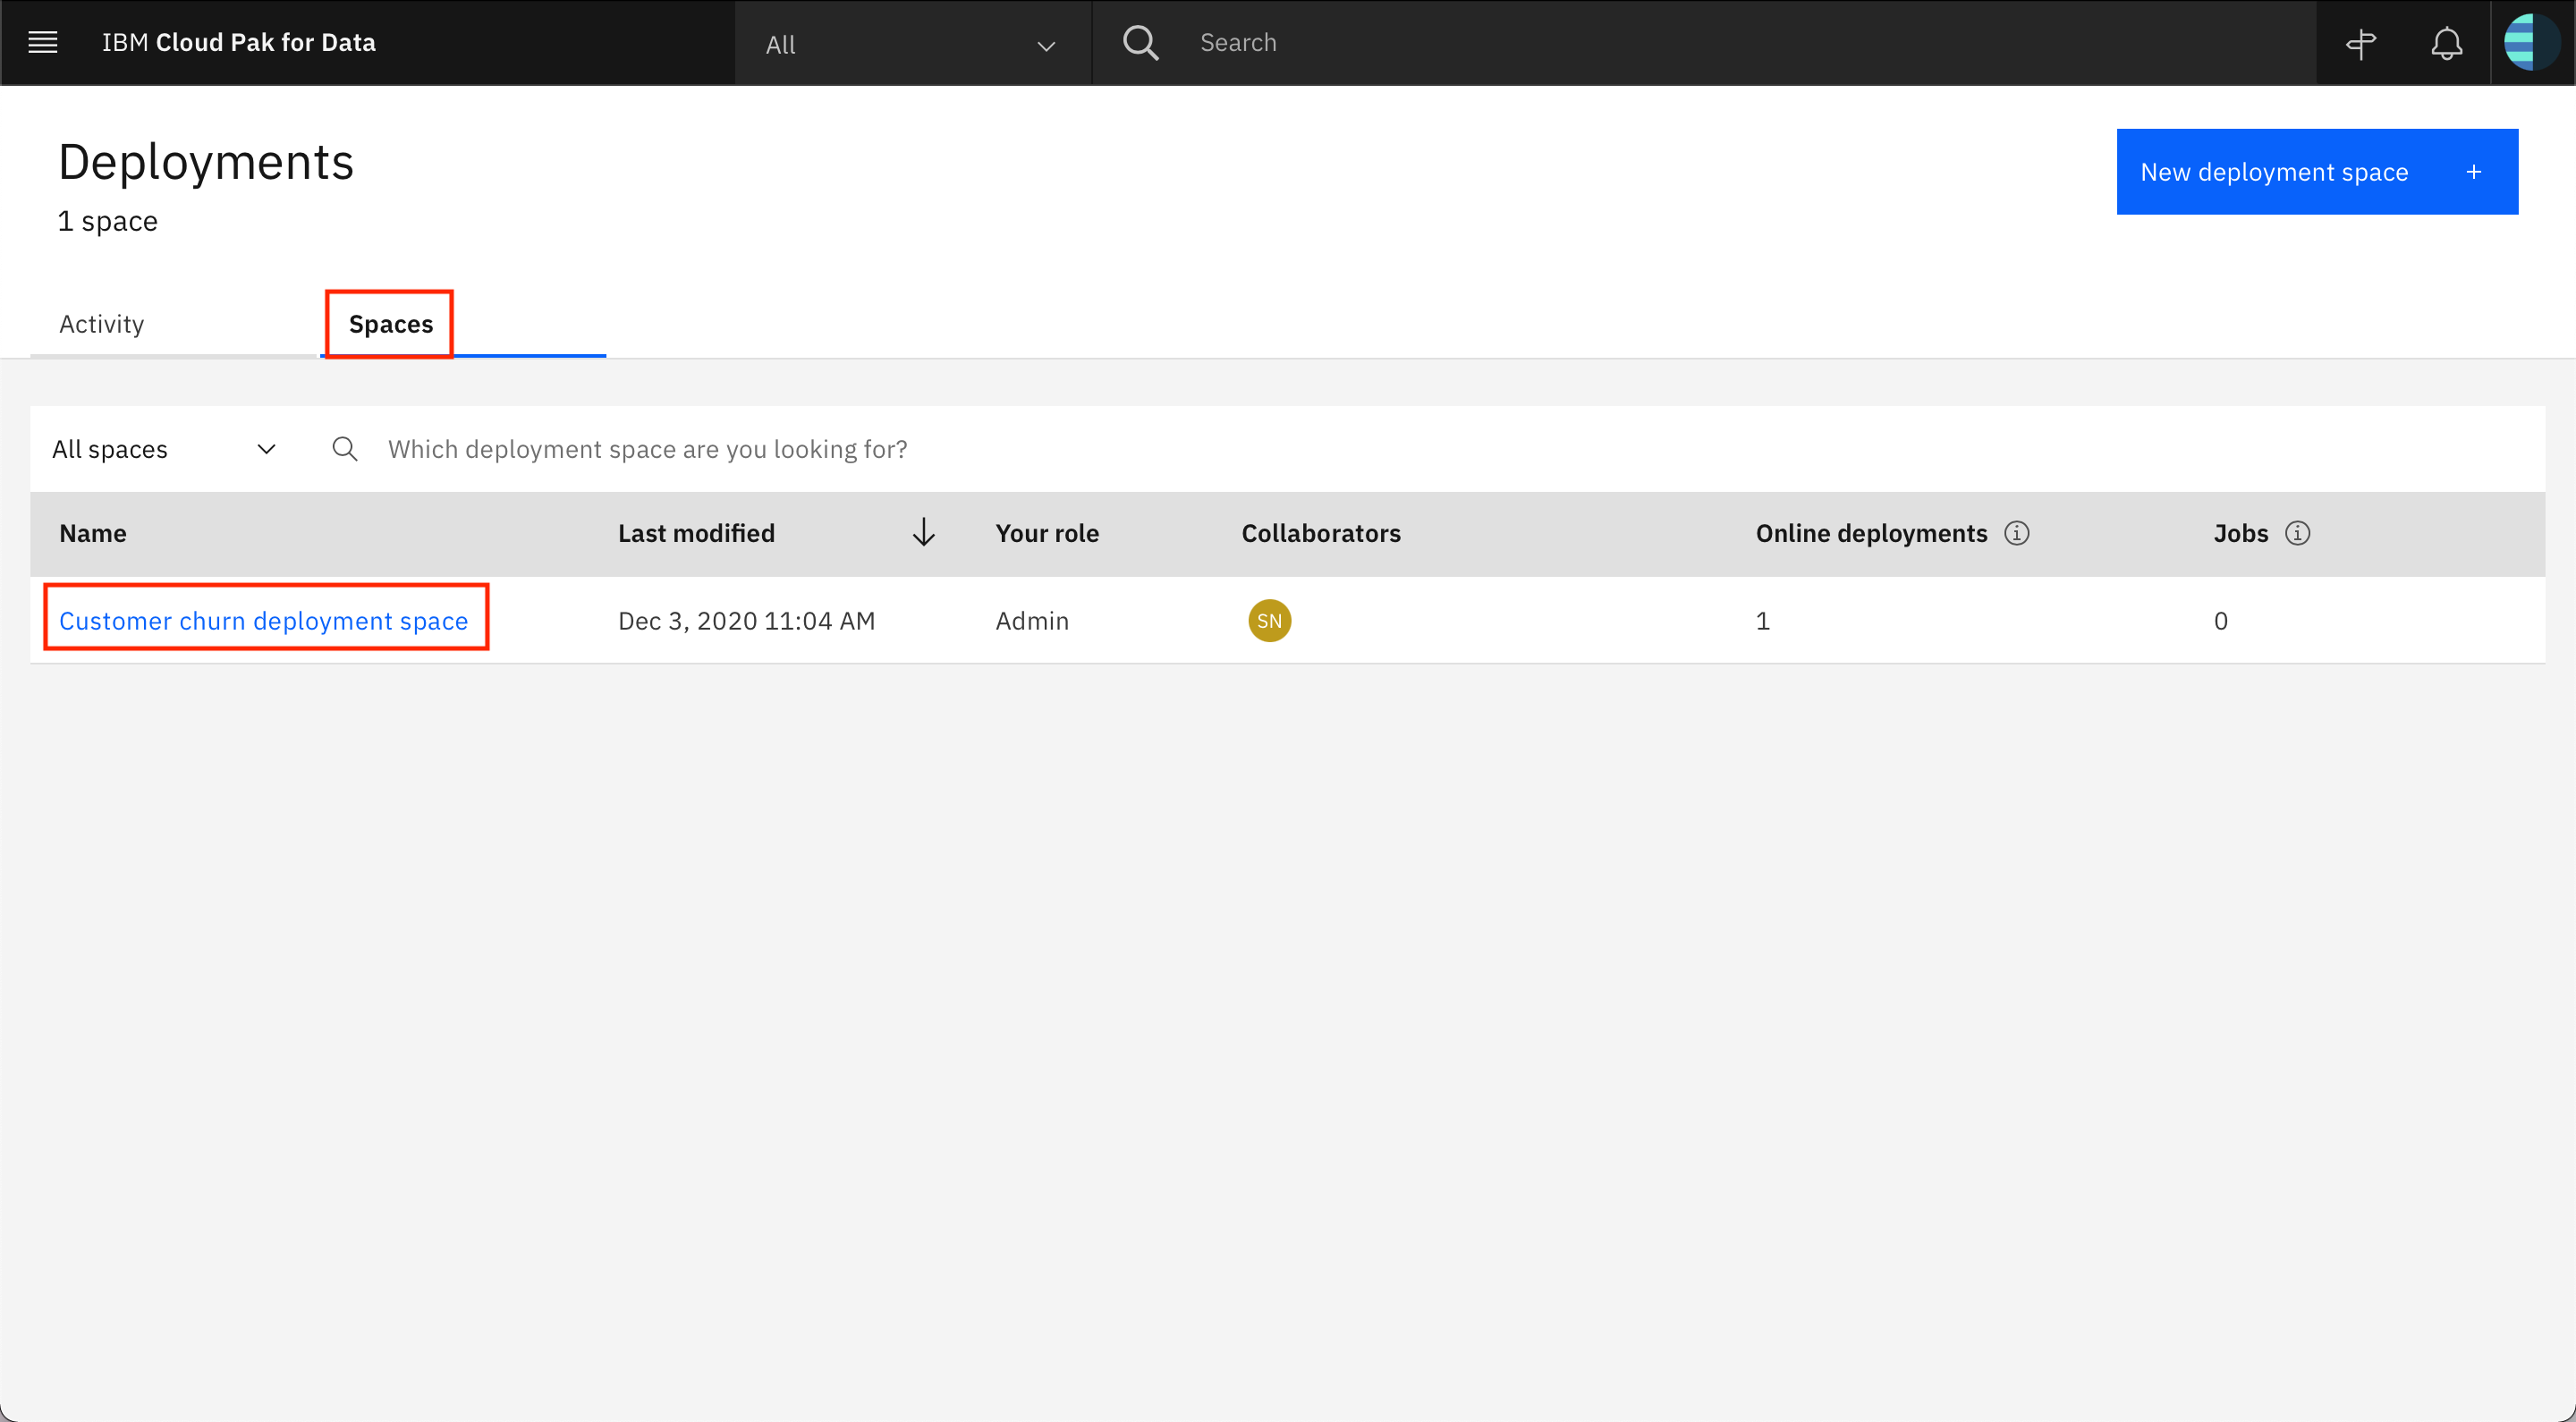 IBM Cloud Pak for Data
All
Search
Deployments
1 space
New deployment space +
Activity
Spaces
All spaces
Which deployment space are you looking for?
Name Last modified Your role Collaborators Online deployments Jobs
Customer churn deployment space Dec 3, 2020 11:04 AM Admin SN 1 0